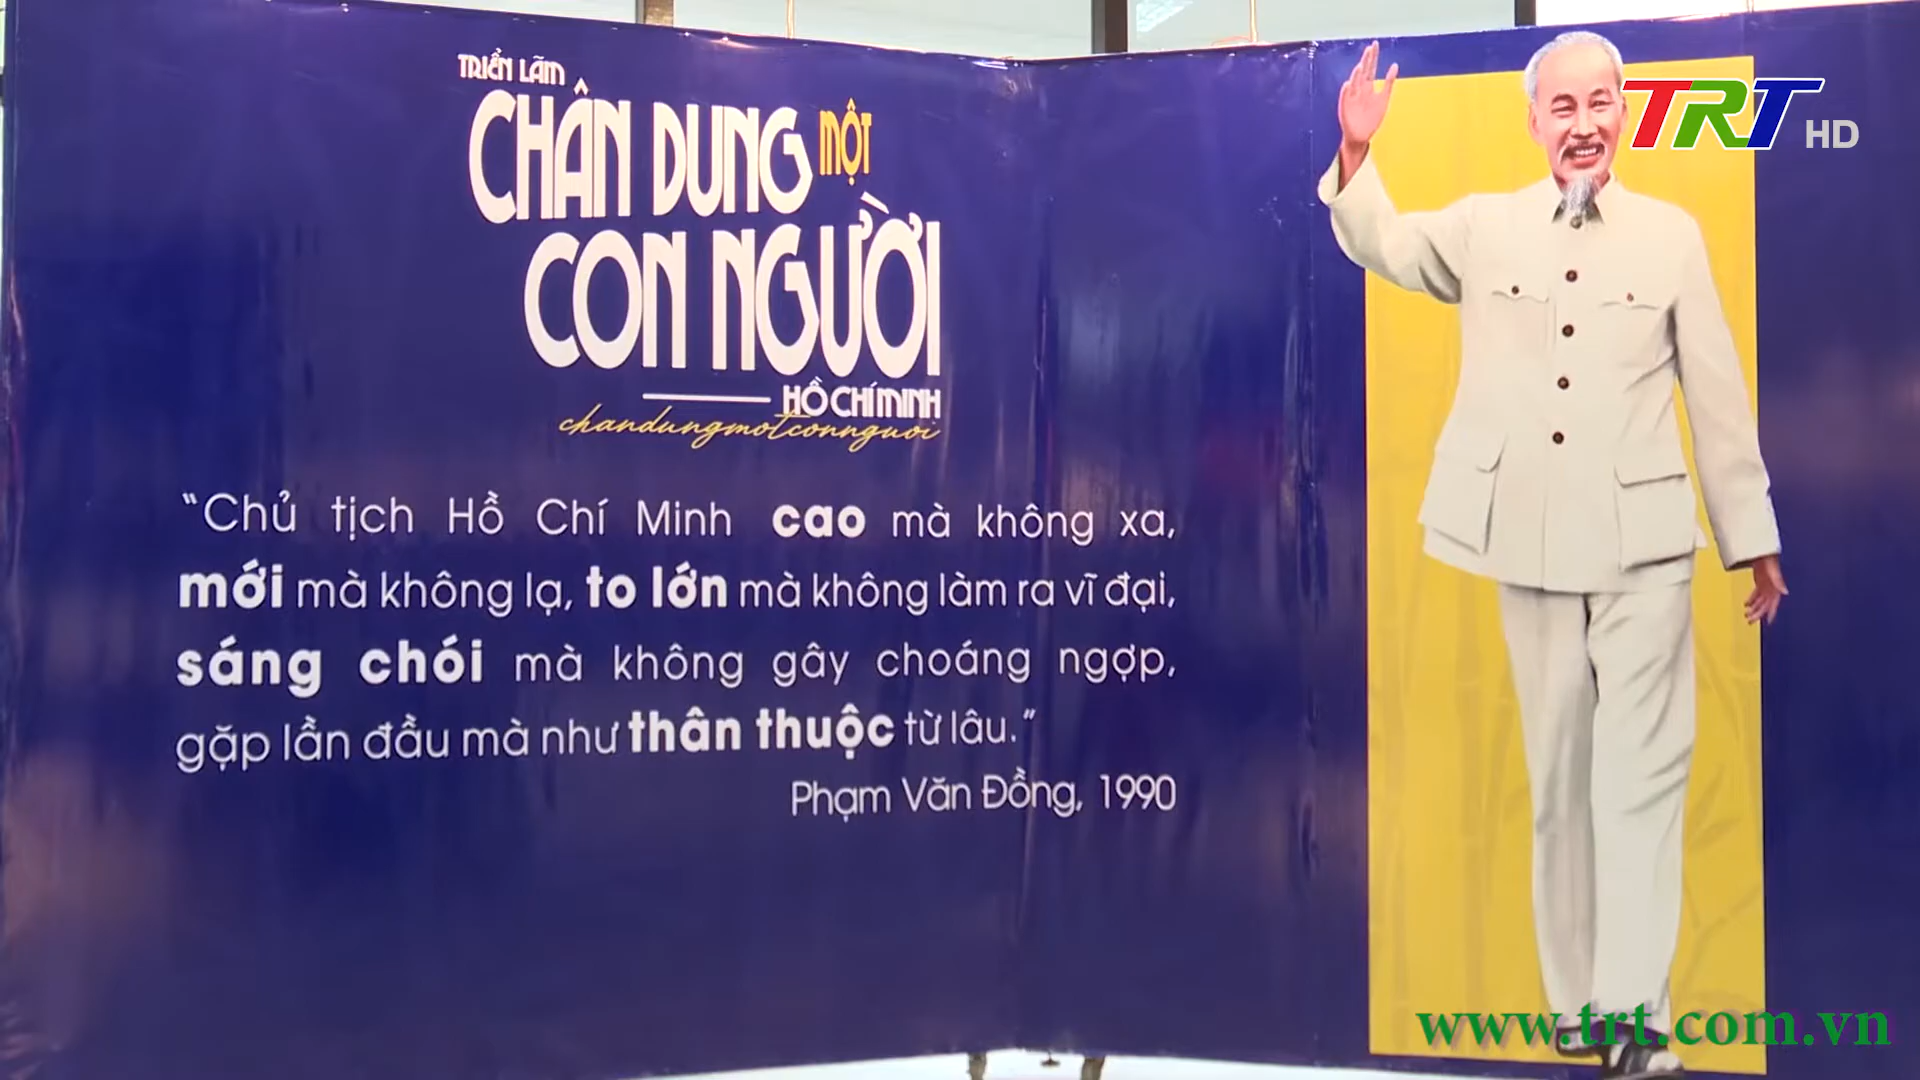 TRIỂN LÃM
CHÂN DUNG MỘT
CON NGƯỜI
HỒ CHÍ MINH
chandungmotconnguoi
“Chủ tịch Hồ Chí Minh cao mà không xa,
mới mà không lạ, to lớn mà không làm ra vĩ đại,
sáng chói mà không gây choáng ngợp,
gặp lần đầu mà như thân thuộc từ lâu.”
Phạm Văn Đồng, 1990
TRT HD
www.trt.com.vn